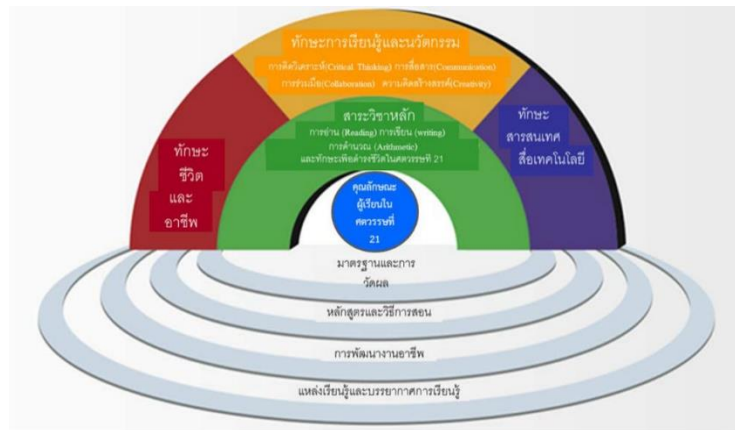 ทักษะการเรียนรู้และนวัตกรรม
การคิดวิเคราะห์(Critical Thinking) การสื่อสาร(Communication)
การร่วมมือ(Collaboration) ความคิดสร้างสรรค์(Creativity)
สาระวิชาหลัก
การอ่าน (Reading) การเขียน (writing)
การคำนวณ (Arithmetic)
และทักษะเพื่อดำรงชีวิตในศตวรรษที่ 21
ทักษะ
ชีวิต
และ
อาชีพ
ทักษะ
สารสนเทศ
สื่อเทคโนโลยี
คุณลักษณะ
ผู้เรียนใน
ศตวรรษที่
21
มาตรฐานและการ
วัดผล
หลักสูตรและวิธีการสอน
การพัฒนางานอาชีพ
แหล่งเรียนรู้และบรรยากาศการเรียนรู้